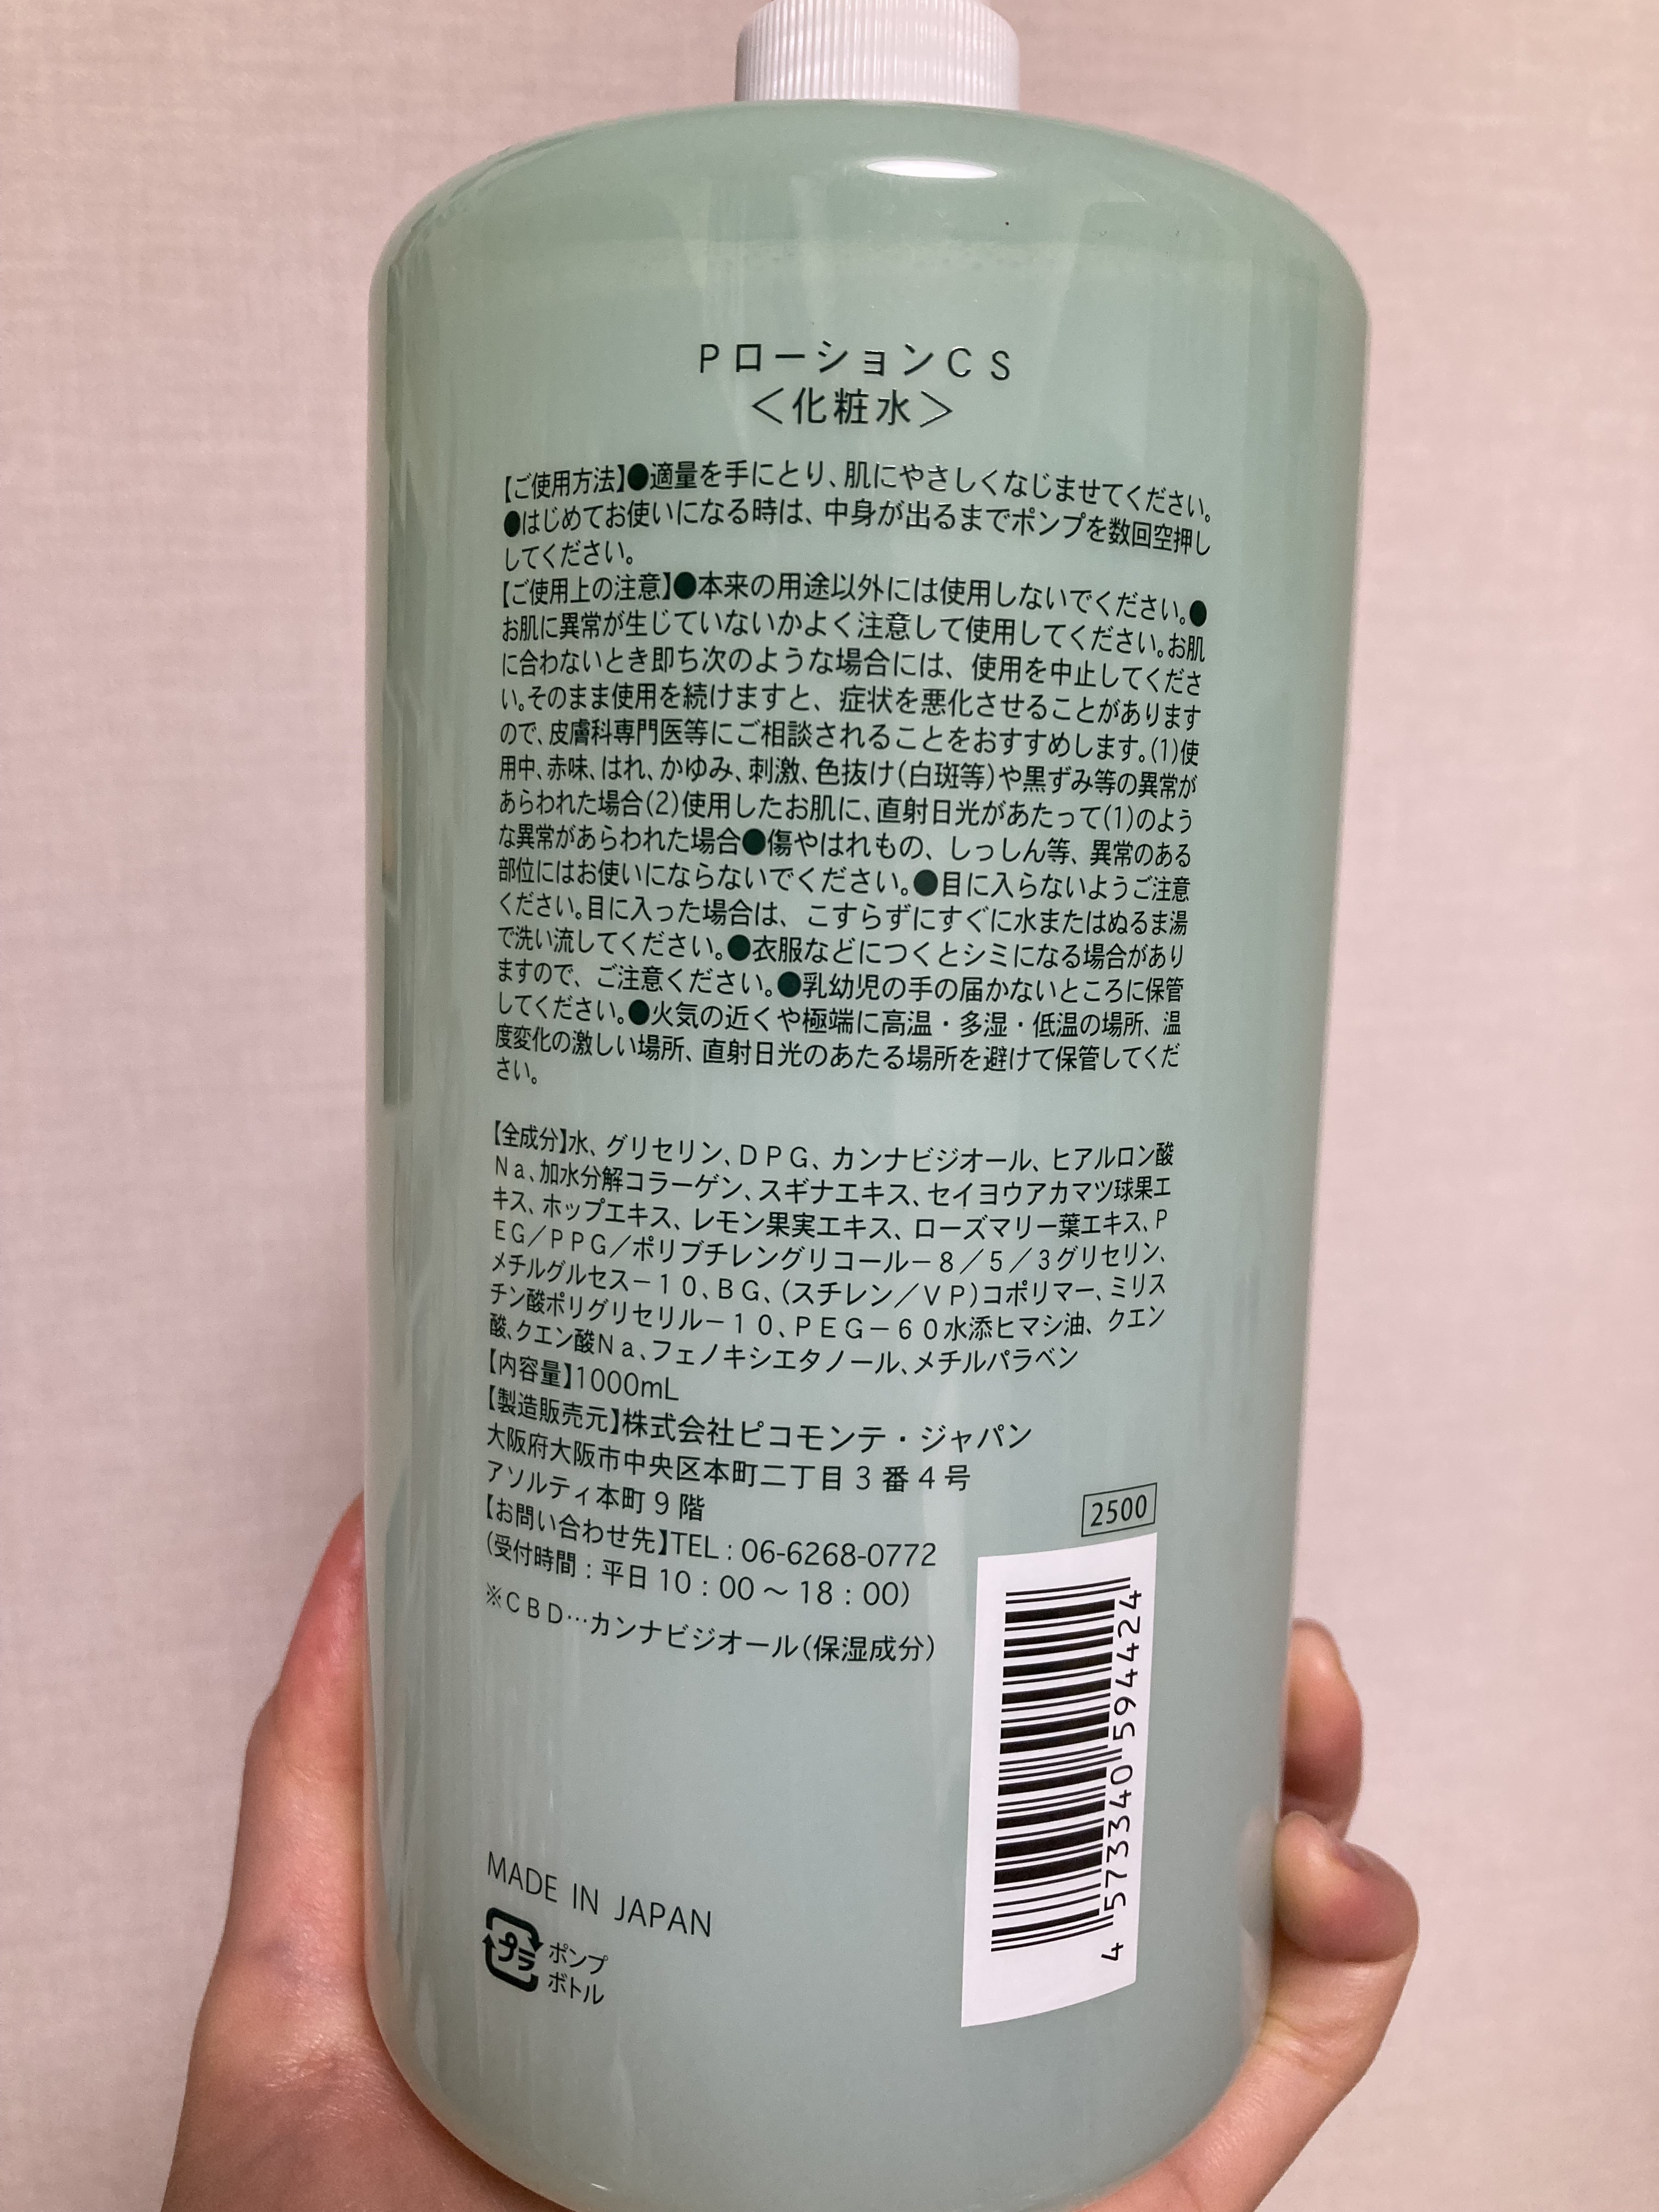 PローションCS
＜化粧水＞
【ご使用方法】●適量を手にとり、肌にやさしくなじませてください。
●はじめてお使いになる時は、中身が出るまでポンプを数回空押し
してください。
【ご使用上の注意】●本来の用途以外には使用しないでください。●
お肌に異常が生じていないかよく注意して使用してください。お肌
に合わないとき即ち次のような場合には、使用を中止してくださ
い。そのまま使用を続けますと、症状を悪化させることがあります
ので、皮膚科専門医等にご相談されることをおすすめします。(1)使
用中、赤味、はれ、かゆみ、刺激、色抜け(白斑等)や黒ずみ等の異常が
あらわれた場合(2)使用したお肌に、直射日光があたって(1)のよう
な異常があらわれた場合●傷やはれもの、しっしん等、異常のある
部位にはお使いにならないでください。●目に入らないようご注意
ください。目に入った場合は、こすらずにすぐに水またはぬるま湯
で洗い流してください。●衣服などにつくとシミになる場合があり
ますので、ご注意ください。●乳幼児の手の届かないところに保管
してください。●火気の近くや極端に高温・多湿・低温の場所、温
度変化の激しい場所、直射日光のあたる場所を避けて保管してくだ
さい。
【全成分】水、グリセリン、DPG、カンナビジオール、ヒアルロン酸
Na、加水分解コラーゲン、スギナエキス、セイヨウアカマツ球果エ
キス、ホップエキス、レモン果実エキス、ローズマリー葉エキス、P
EG／PPG／ポリブチレングリコール－8／5／3グリセリン、
メチルグルセス－10、BG、(スチレン／VP)コポリマー、ミリス
チン酸ポリグリセリル－10、PEG－60水添ヒマシ油、クエン
酸、クエン酸Na、フェノキシエタノール、メチルパラベン
【内容量】1000mL
【製造販売元】株式会社ピコモンテ・ジャパン
大阪府大阪市中央区本町二丁目3番4号
アソルティ本町9階
【お問い合わせ先】TEL：06-6268-0772
(受付時間：平日10：00～18：00)
※CBD…カンナビジオール(保湿成分)
2500
4 573340 594424
MADE IN JAPAN
プラ
ポンプ
ボトル